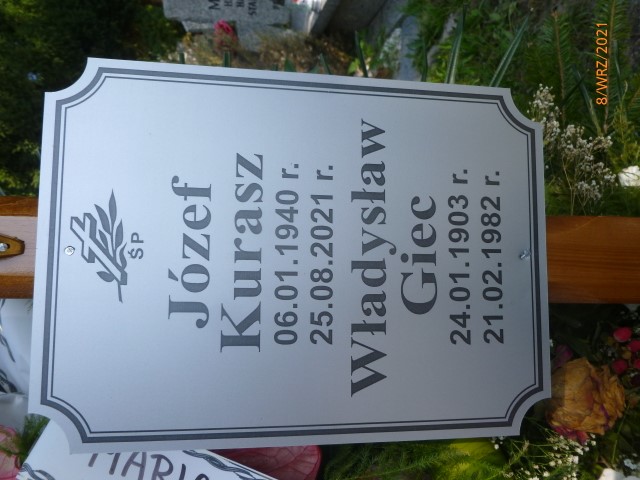 ŚP
Józef
Kurasz
06.01.1940 r.
25.08.2021 r.
Władysław
Giec
24.01.1903 r.
21.02.1982 r.
8/WRZ/2021